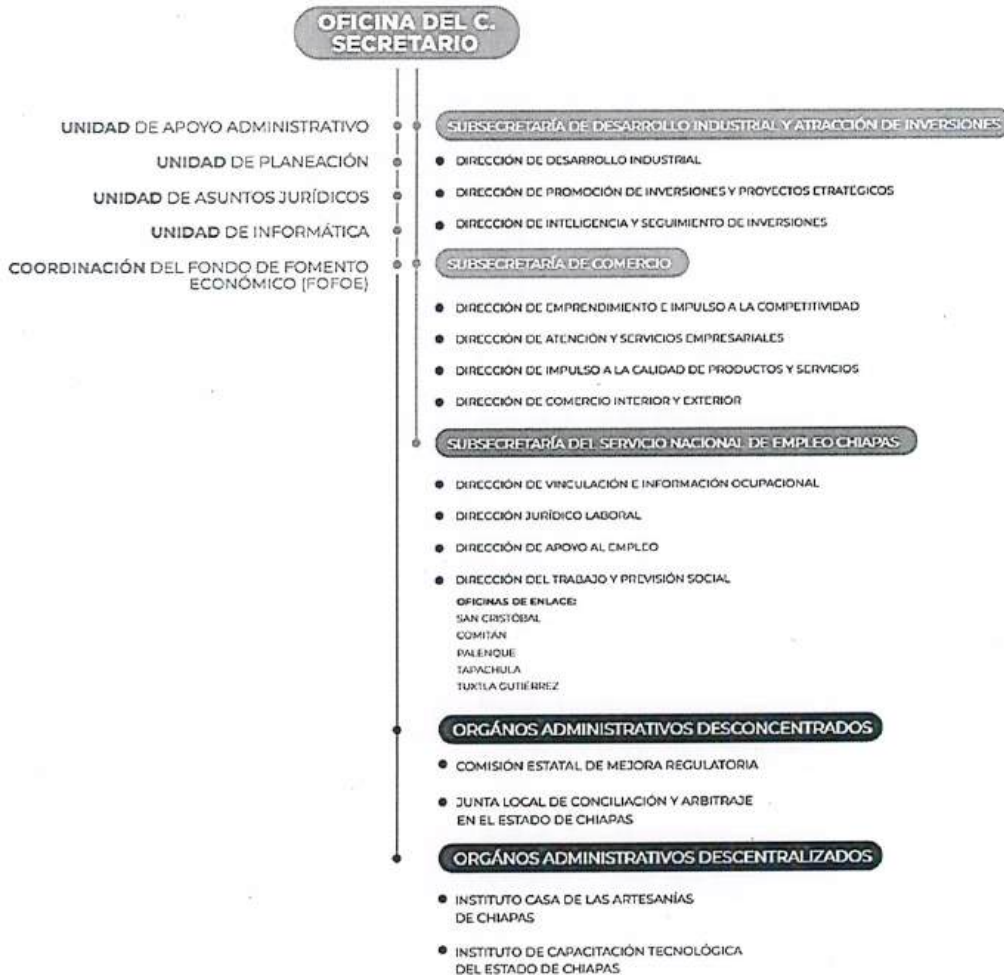 OFICINA DEL C.
SECRETARIO
UNIDAD DE APOYO ADMINISTRATIVO
UNIDAD DE PLANEACIÓN
UNIDAD DE ASUNTOS JURÍDICOS
UNIDAD DE INFORMÁTICA
COORDINACIÓN DEL FONDO DE FOMENTO
ECONÓMICO (FOFOE)
SUBSECRETARÍA DE DESARROLLO INDUSTRIAL Y ATRACCIÓN DE INVERSIONES
DIRECCIÓN DE DESARROLLO INDUSTRIAL
DIRECCIÓN DE PROMOCIÓN DE INVERSIONES Y PROYECTOS ETRATÉGICOS
DIRECCIÓN DE INTELIGENCIA Y SEGUIMIENTO DE INVERSIONES
SUBSECRETARÍA DE COMERCIO
DIRECCIÓN DE EMPRENDIMIENTO E IMPULSO A LA COMPETITIVIDAD
DIRECCIÓN DE ATENCIÓN Y SERVICIOS EMPRESARIALES
DIRECCIÓN DE IMPULSO A LA CALIDAD DE PRODUCTOS Y SERVICIOS
DIRECCIÓN DE COMERCIO INTERIOR Y EXTERIOR
SUBSECRETARÍA DEL SERVICIO NACIONAL DE EMPLEO CHIAPAS
DIRECCIÓN DE VINCULACIÓN E INFORMACIÓN OCUPACIONAL
DIRECCIÓN JURÍDICO LABORAL
DIRECCIÓN DE APOYO AL EMPLEO
DIRECCIÓN DEL TRABAJO Y PREVISIÓN SOCIAL
OFICINAS DE ENLACE:
SAN CRISTÓBAL
COMITÁN
PALENQUE
TAPACHULA
TUXTLA GUTIÉRREZ
ORGÁNOS ADMINISTRATIVOS DESCONCENTRADOS
COMISIÓN ESTATAL DE MEJORA REGULATORIA
JUNTA LOCAL DE CONCILIACIÓN Y ARBITRAJE
EN EL ESTADO DE CHIAPAS
ORGÁNOS ADMINISTRATIVOS DESCENTRALIZADOS
INSTITUTO CASA DE LAS ARTESANÍAS
DE CHIAPAS
INSTITUTO DE CAPACITACIÓN TECNOLÓGICA
DEL ESTADO DE CHIAPAS